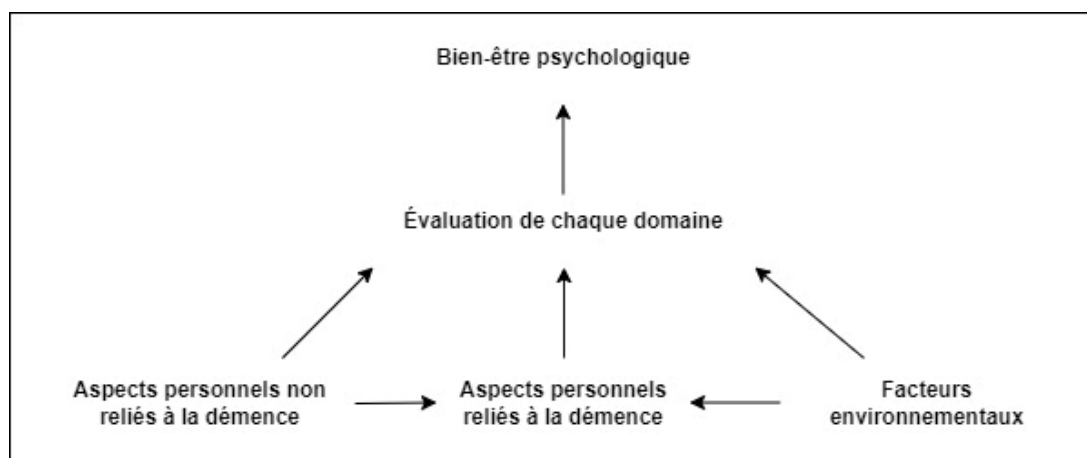 Bien-être psychologique
Évaluation de chaque domaine
Aspects personnels non
reliés à la démence
Aspects personnels
reliés à la démence
Facteurs
environnementaux